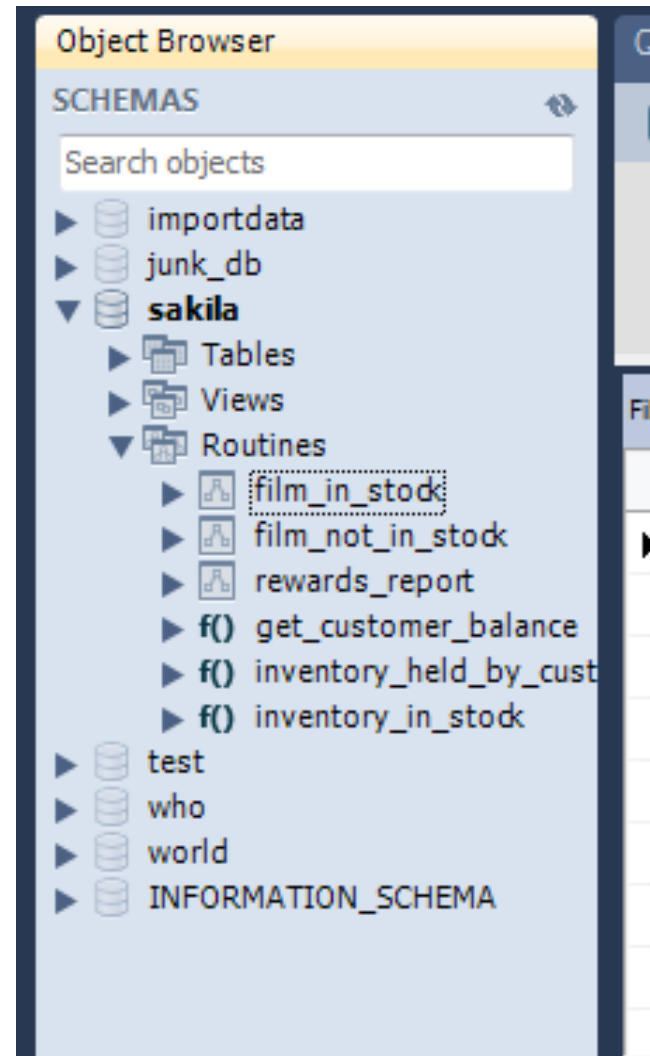 Object Browser
SCHEMAS
Search objects
importdata
junk_db
sakila
Tables
Views
Routines
film_in_stock
film_not_in_stock
rewards_report
f() get_customer_balance
f() inventory_held_by_cust
f() inventory_in_stock
test
who
world
INFORMATION_SCHEMA
Fi